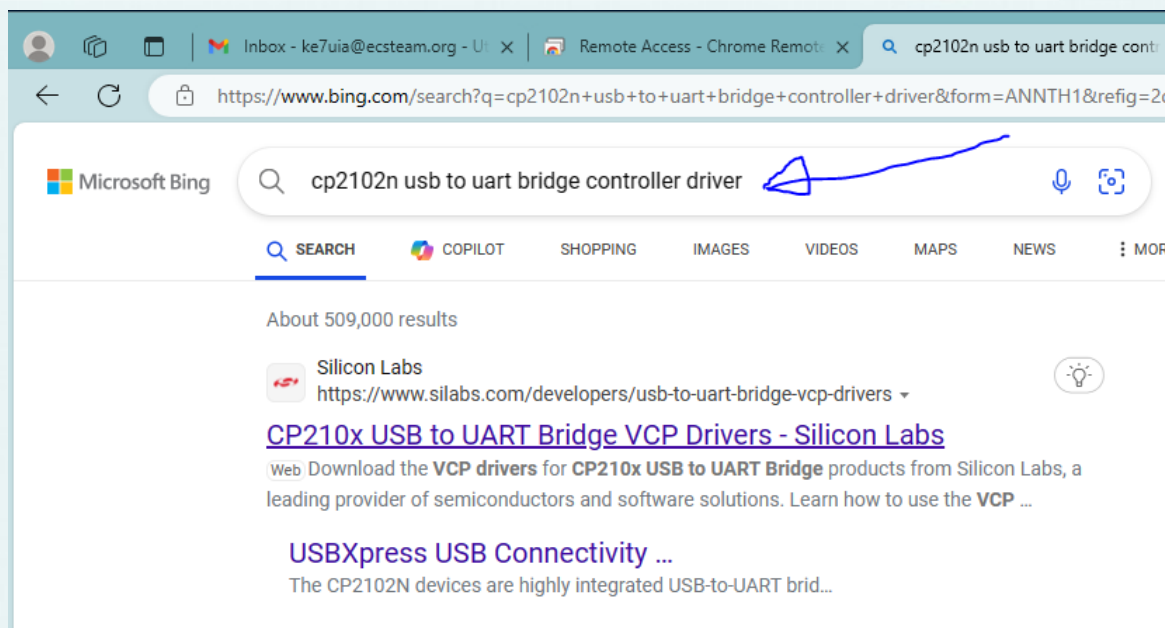 Inbox - ke7uia@ecsteam.org - U
Remote Access - Chrome Remot
cp2102n usb to uart bridge cont
https://www.bing.com/search?q=cp2102n+usb+to+uart+bridge+controller+driver&form=ANNTH1&refig=2
Microsoft Bing
cp2102n usb to uart bridge controller driver
SEARCH COPILOT SHOPPING IMAGES VIDEOS MAPS NEWS MOR
About 509,000 results
Silicon Labs
https://www.silabs.com/developers/usb-to-uart-bridge-vcp-drivers
CP210x USB to UART Bridge VCP Drivers - Silicon Labs
Web Download the VCP drivers for CP210x USB to UART Bridge products from Silicon Labs, a
leading provider of semiconductors and software solutions. Learn how to use the VCP ...
USBXpress USB Connectivity ...
The CP2102N devices are highly integrated USB-to-UART brid...